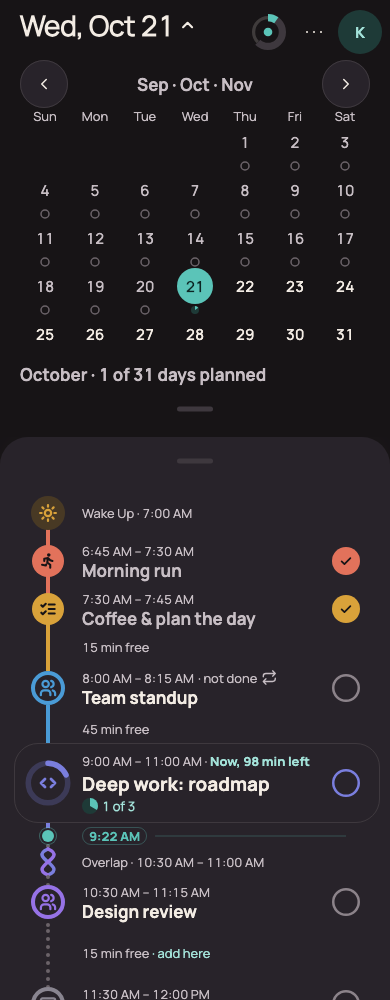 Wed, Oct 21
...
K
Sep · Oct · Nov
Sun Mon Tue Wed Thu Fri Sat
1 2 3
4 5 6 7 8 9 10
11 12 13 14 15 16 17
18 19 20 21 22 23 24
25 26 27 28 29 30 31
October · 1 of 31 days planned
Wake Up · 7:00 AM
6:45 AM – 7:30 AM
Morning run
7:30 AM – 7:45 AM
Coffee & plan the day
15 min free
8:00 AM – 8:15 AM · not done
Team standup
45 min free
9:00 AM – 11:00 AM · Now, 98 min left
Deep work: roadmap
1 of 3
9:22 AM
Overlap · 10:30 AM – 11:00 AM
10:30 AM – 11:15 AM
Design review
15 min free · add here
11:30 AM – 12:00 PM